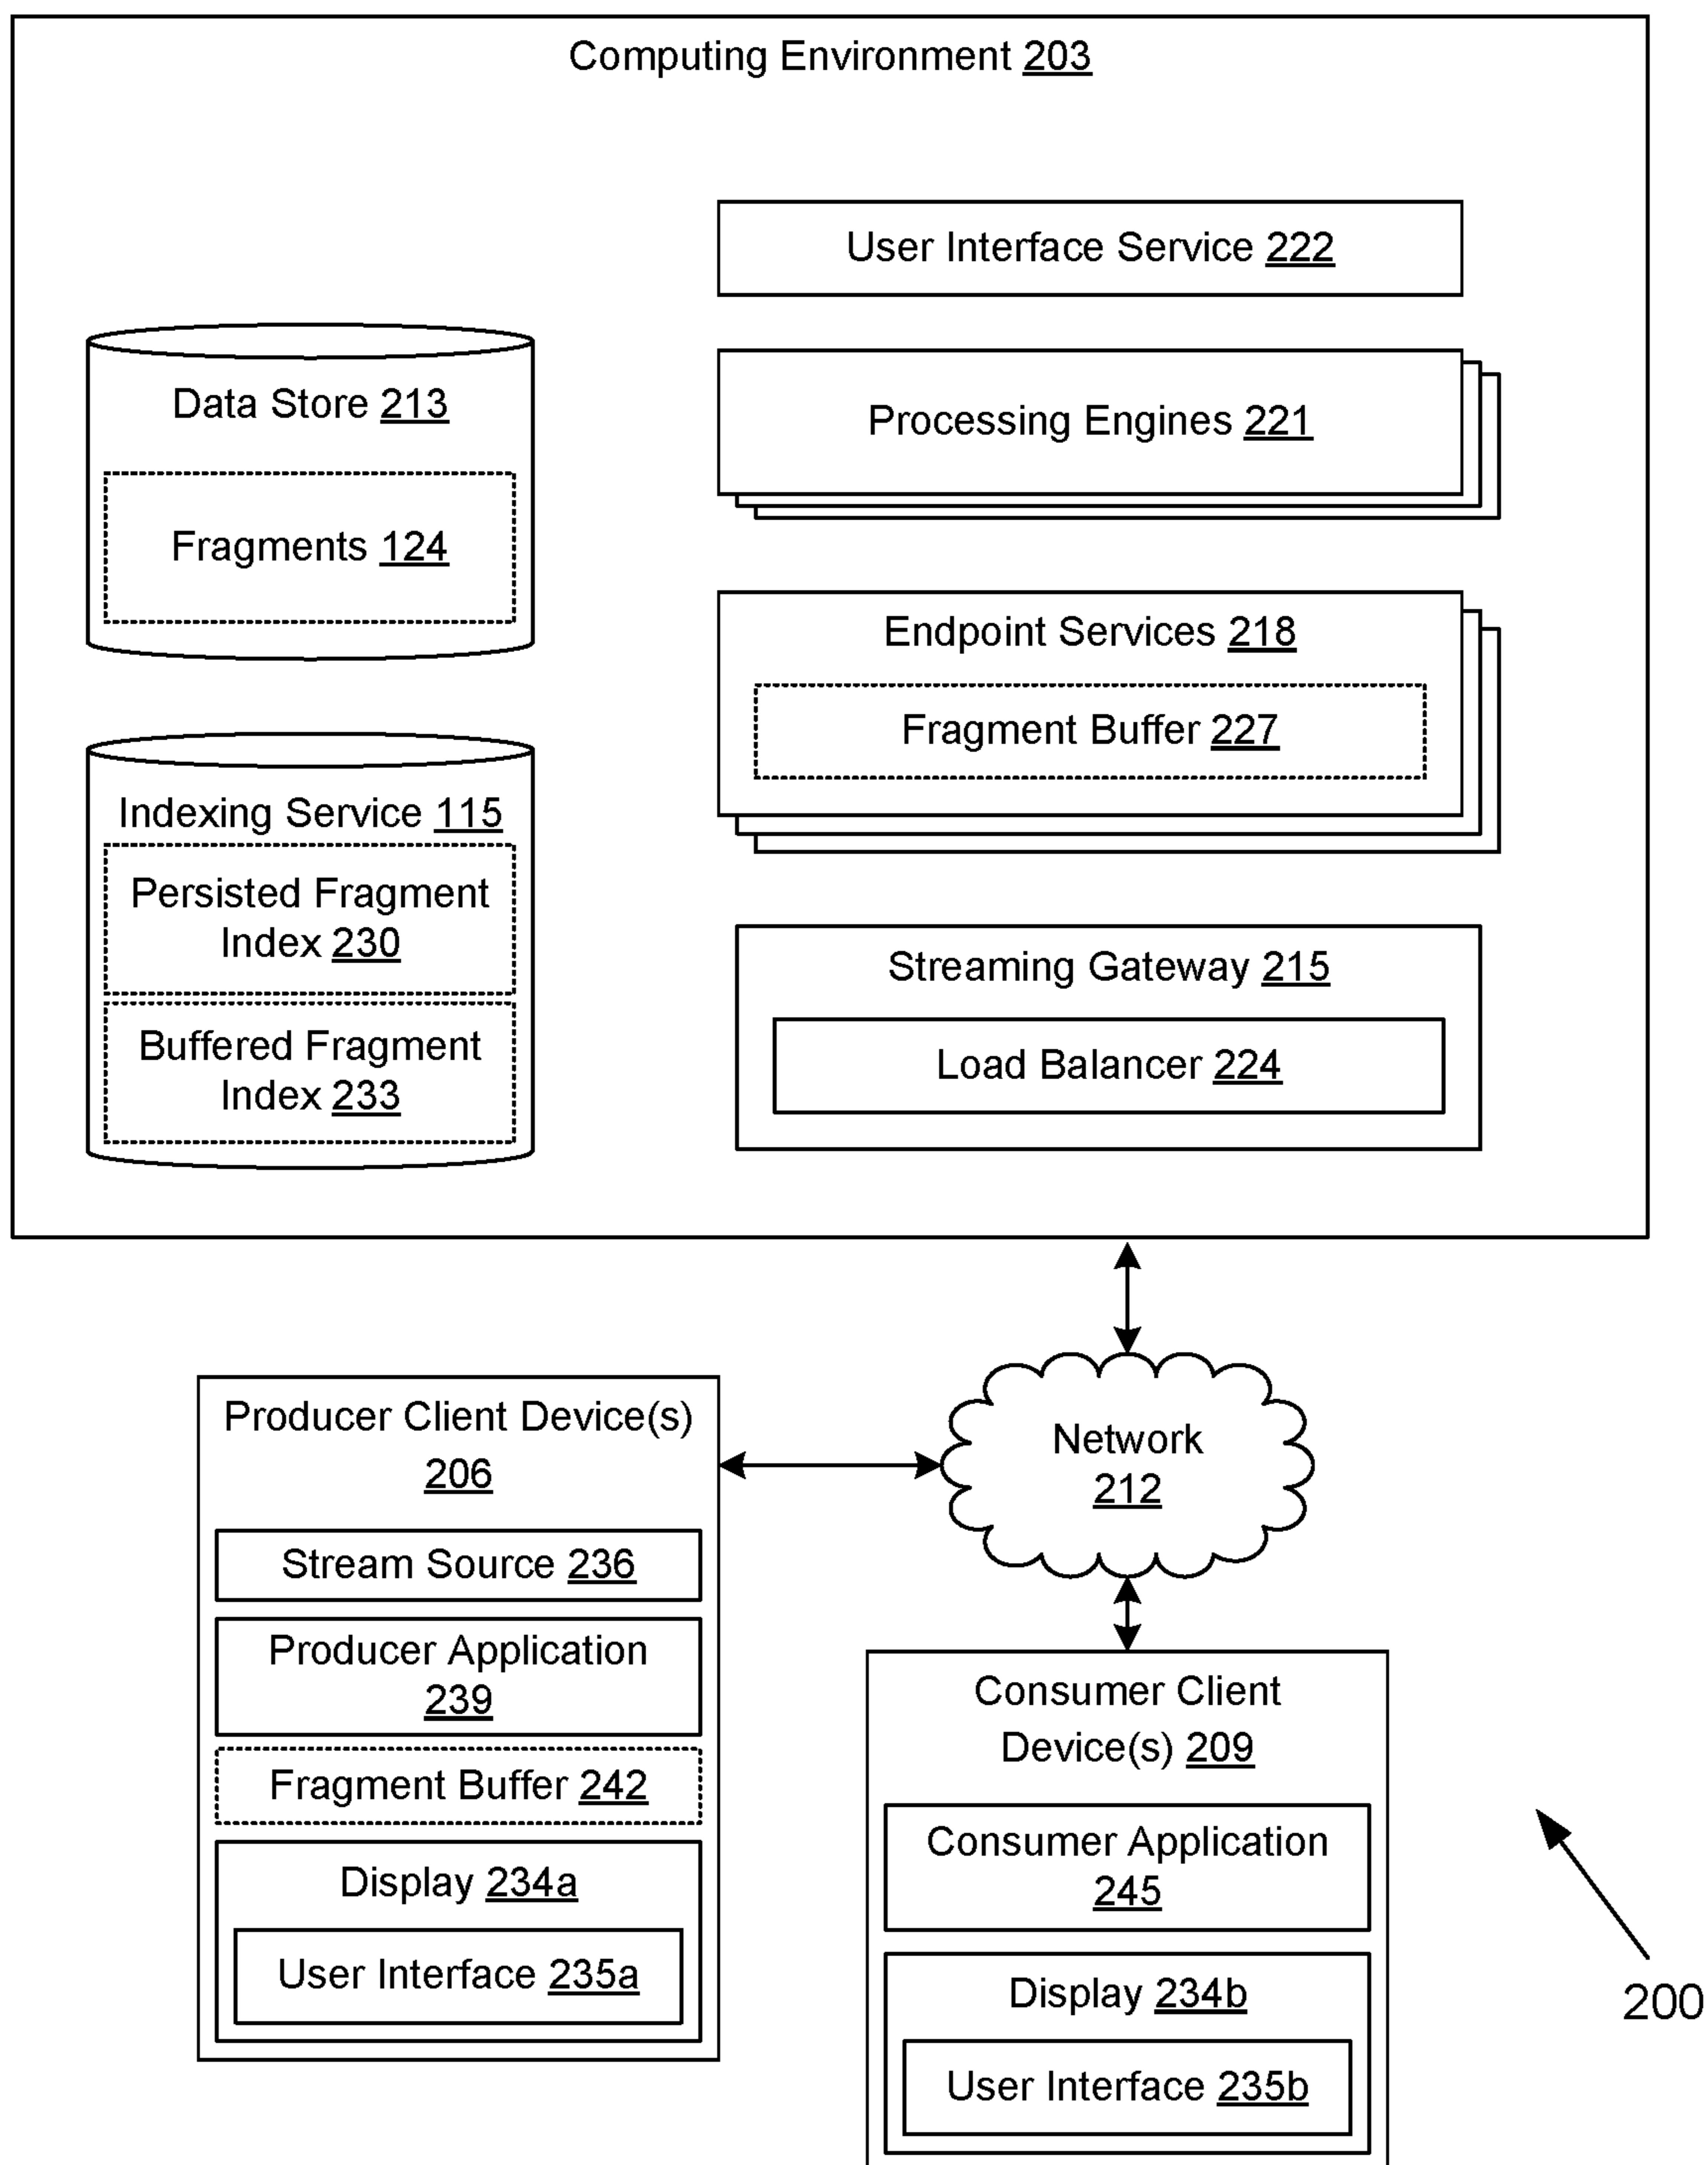 Computing Environment 203
User Interface Service 222
Data Store 213
Fragments 124
Processing Engines 221
Endpoint Services 218
Fragment Buffer 227
Indexing Service 115
Persisted Fragment
Index 230
Buffered Fragment
Index 233
Streaming Gateway 215
Load Balancer 224
Producer Client Device(s)
206
Stream Source 236
Producer Application
239
Fragment Buffer 242
Display 234a
User Interface 235a
Network
212
Consumer Client
Device(s) 209
Consumer Application
245
Display 234b
User Interface 235b
200